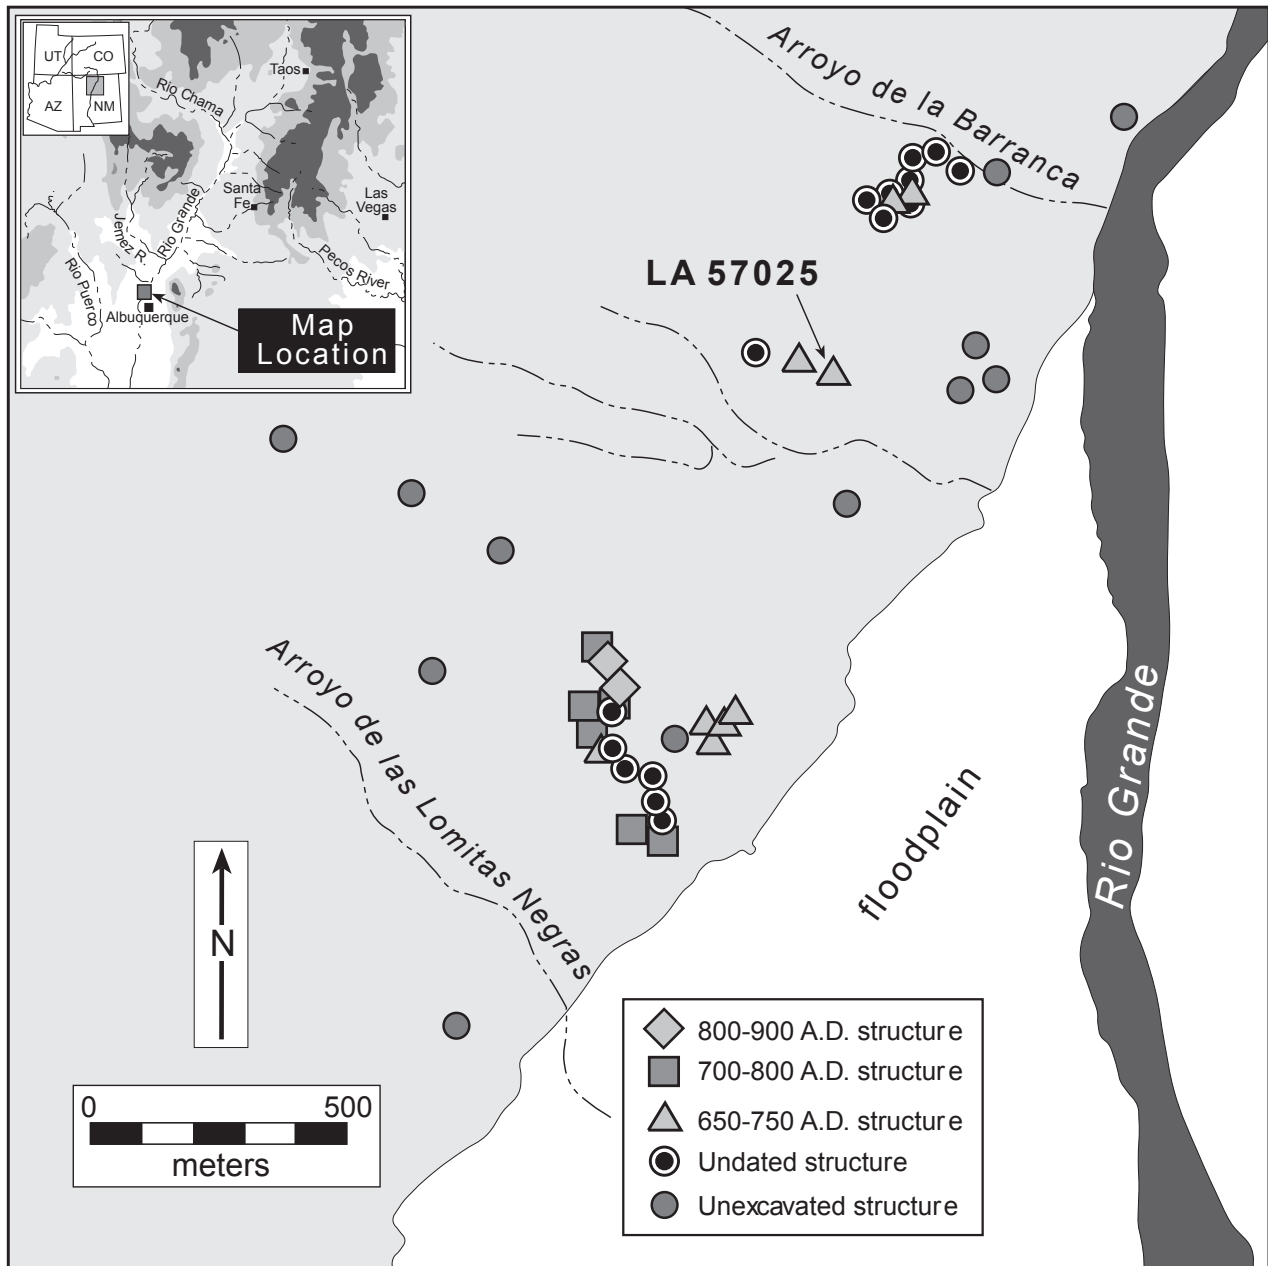 UT
CO
AZ
NM
Taos
Rio Chama
Santa
Fe
Las
Vegas
Rio Grande
Jemez R.
Pecos River
Rio Puerco
Albuquerque
Map
Location
Arroyo de la Barranca
LA 57025
Arroyo de las Lomitas Negras
floodplain
Rio Grande
N
0 500
meters
800-900 A.D. structure
700-800 A.D. structure
650-750 A.D. structure
Undated structure
Unexcavated structure